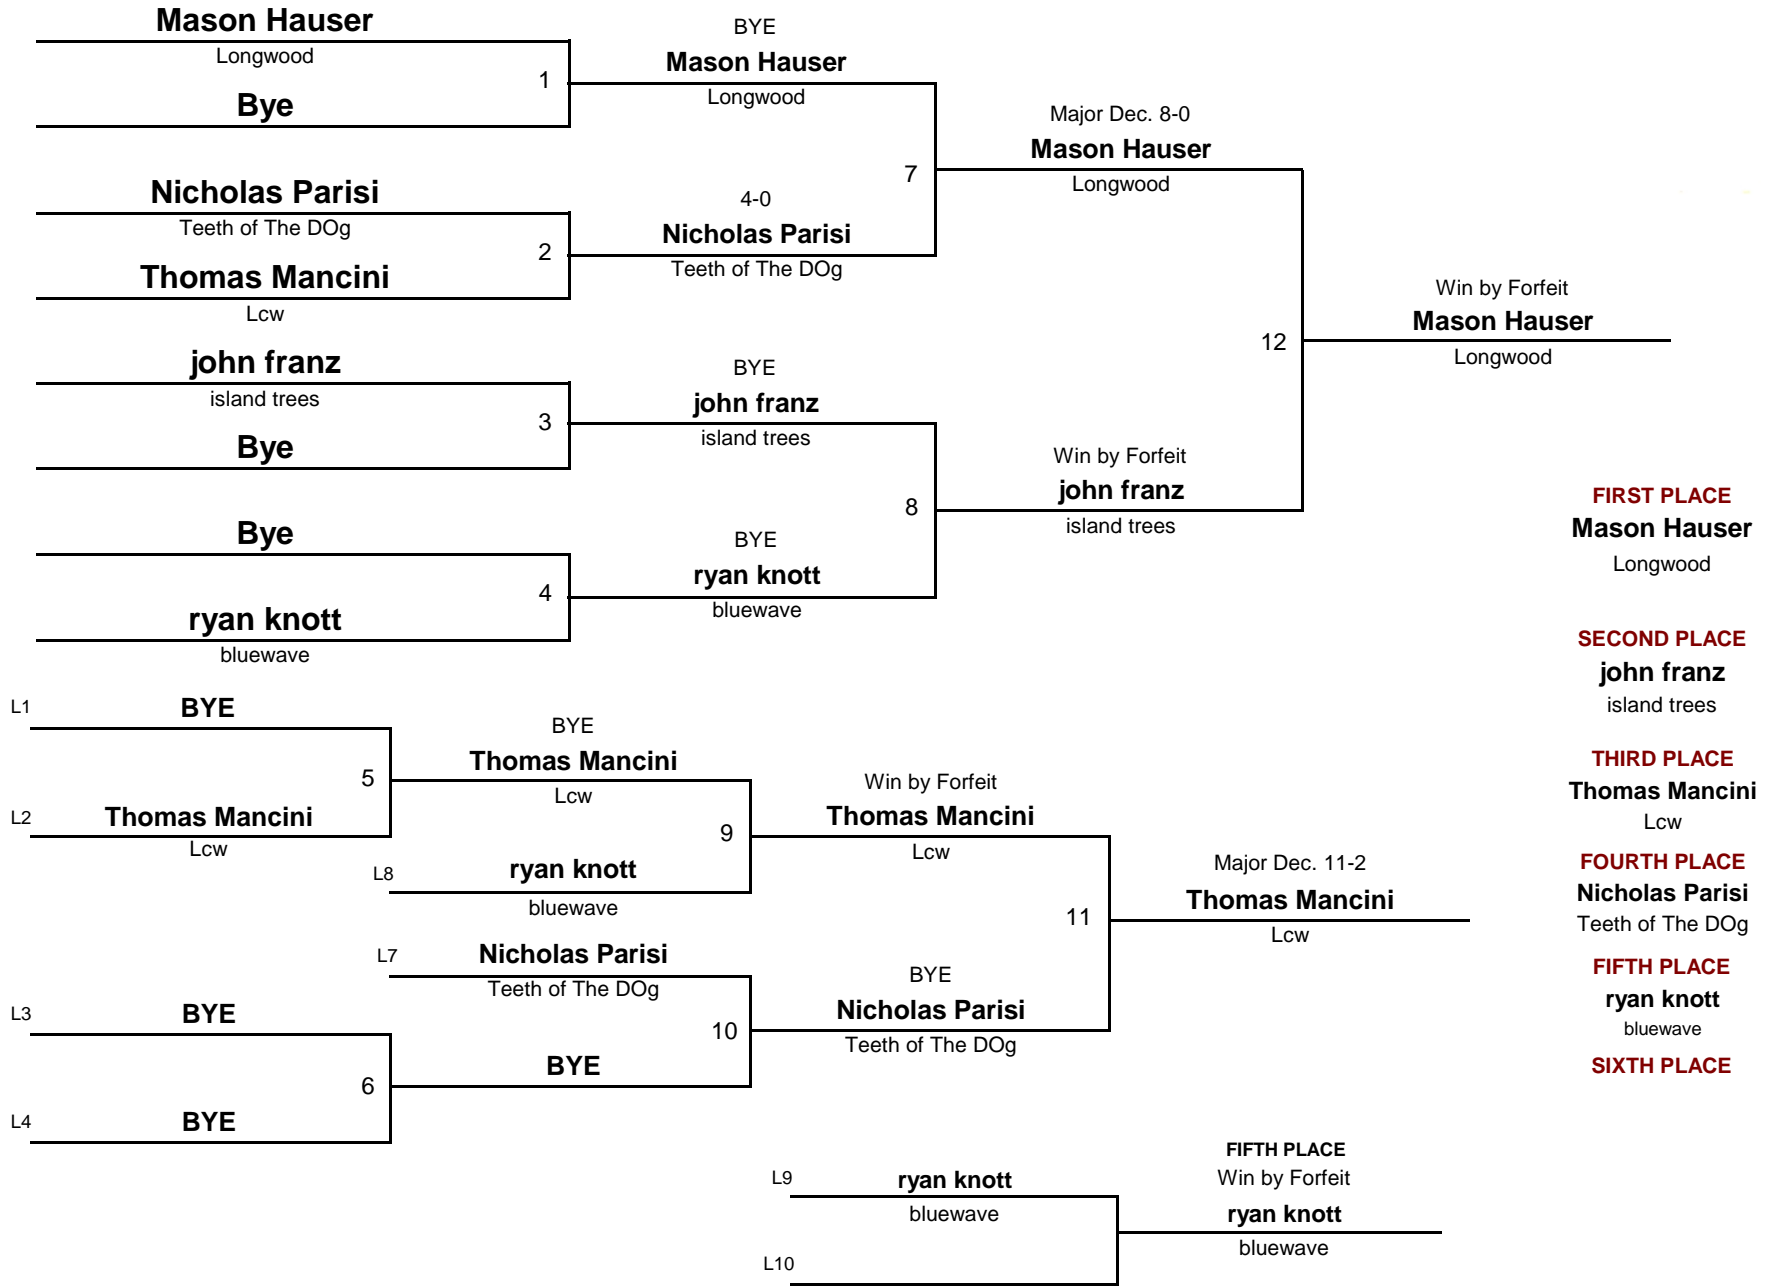 Mason Hauser
Longwood
1
Bye
BYE
Mason Hauser
Longwood
Nicholas Parisi
Teeth of The DOg
2
Thomas Mancini
Lcw
4-0
Nicholas Parisi
Teeth of The DOg
7
Major Dec. 8-0
Mason Hauser
Longwood
john franz
island trees
3
Bye
BYE
john franz
island trees
Bye
4
ryan knott
bluewave
BYE
ryan knott
bluewave
8
Win by Forfeit
john franz
island trees
12
Win by Forfeit
Mason Hauser
Longwood
FIRST PLACE
Mason Hauser
Longwood
SECOND PLACE
john franz
island trees
THIRD PLACE
Thomas Mancini
Lcw
FOURTH PLACE
Nicholas Parisi
Teeth of The DOg
FIFTH PLACE
ryan knott
bluewave
SIXTH PLACE
L1
BYE
5
L2
Thomas Mancini
Lcw
BYE
Thomas Mancini
Lcw
9
L8
ryan knott
bluewave
Win by Forfeit
Thomas Mancini
Lcw
L7
Nicholas Parisi
Teeth of The DOg
L3
BYE
6
L4
BYE
10
BYE
BYE
Nicholas Parisi
Teeth of The DOg
11
Major Dec. 11-2
Thomas Mancini
Lcw
L9
ryan knott
bluewave
L10
FIFTH PLACE
Win by Forfeit
ryan knott
bluewave